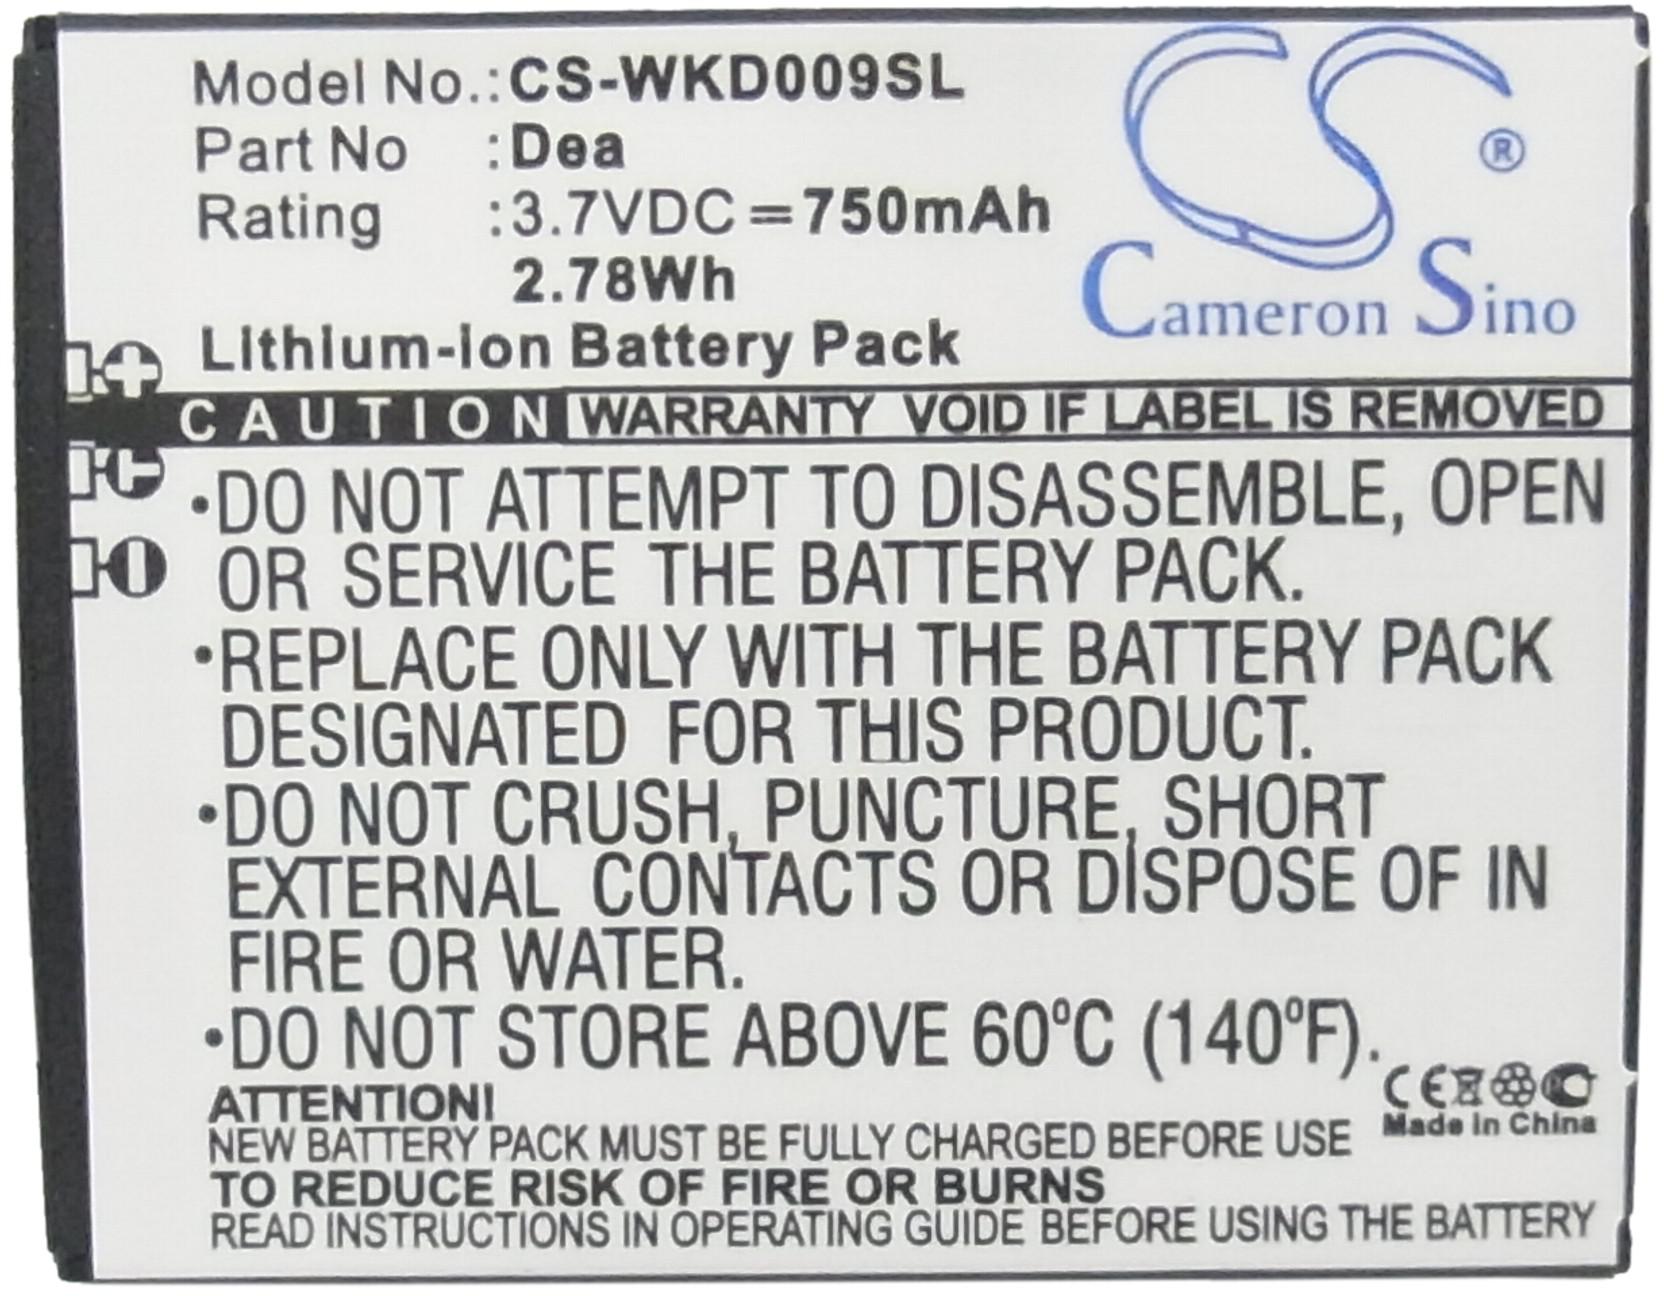 Model No.:CS-WKD009SL
Part No :Dea
Rating :3.7VDC=750mAh
2.78Wh
Lithium-Ion Battery Pack
CS ®
Cameron Sino
CAUTION WARRANTY VOID IF LABEL IS REMOVED
•DO NOT ATTEMPT TO DISASSEMBLE, OPEN
OR SERVICE THE BATTERY PACK.
•REPLACE ONLY WITH THE BATTERY PACK
DESIGNATED FOR THIS PRODUCT.
•DO NOT CRUSH, PUNCTURE, SHORT
EXTERNAL CONTACTS OR DISPOSE OF IN
FIRE OR WATER.
•DO NOT STORE ABOVE 60ºC (140ºF).
CE
Made in China
ATTENTION!
NEW BATTERY PACK MUST BE FULLY CHARGED BEFORE USE
TO REDUCE RISK OF FIRE OR BURNS
READ INSTRUCTIONS IN OPERATING GUIDE BEFORE USING THE BATTERY